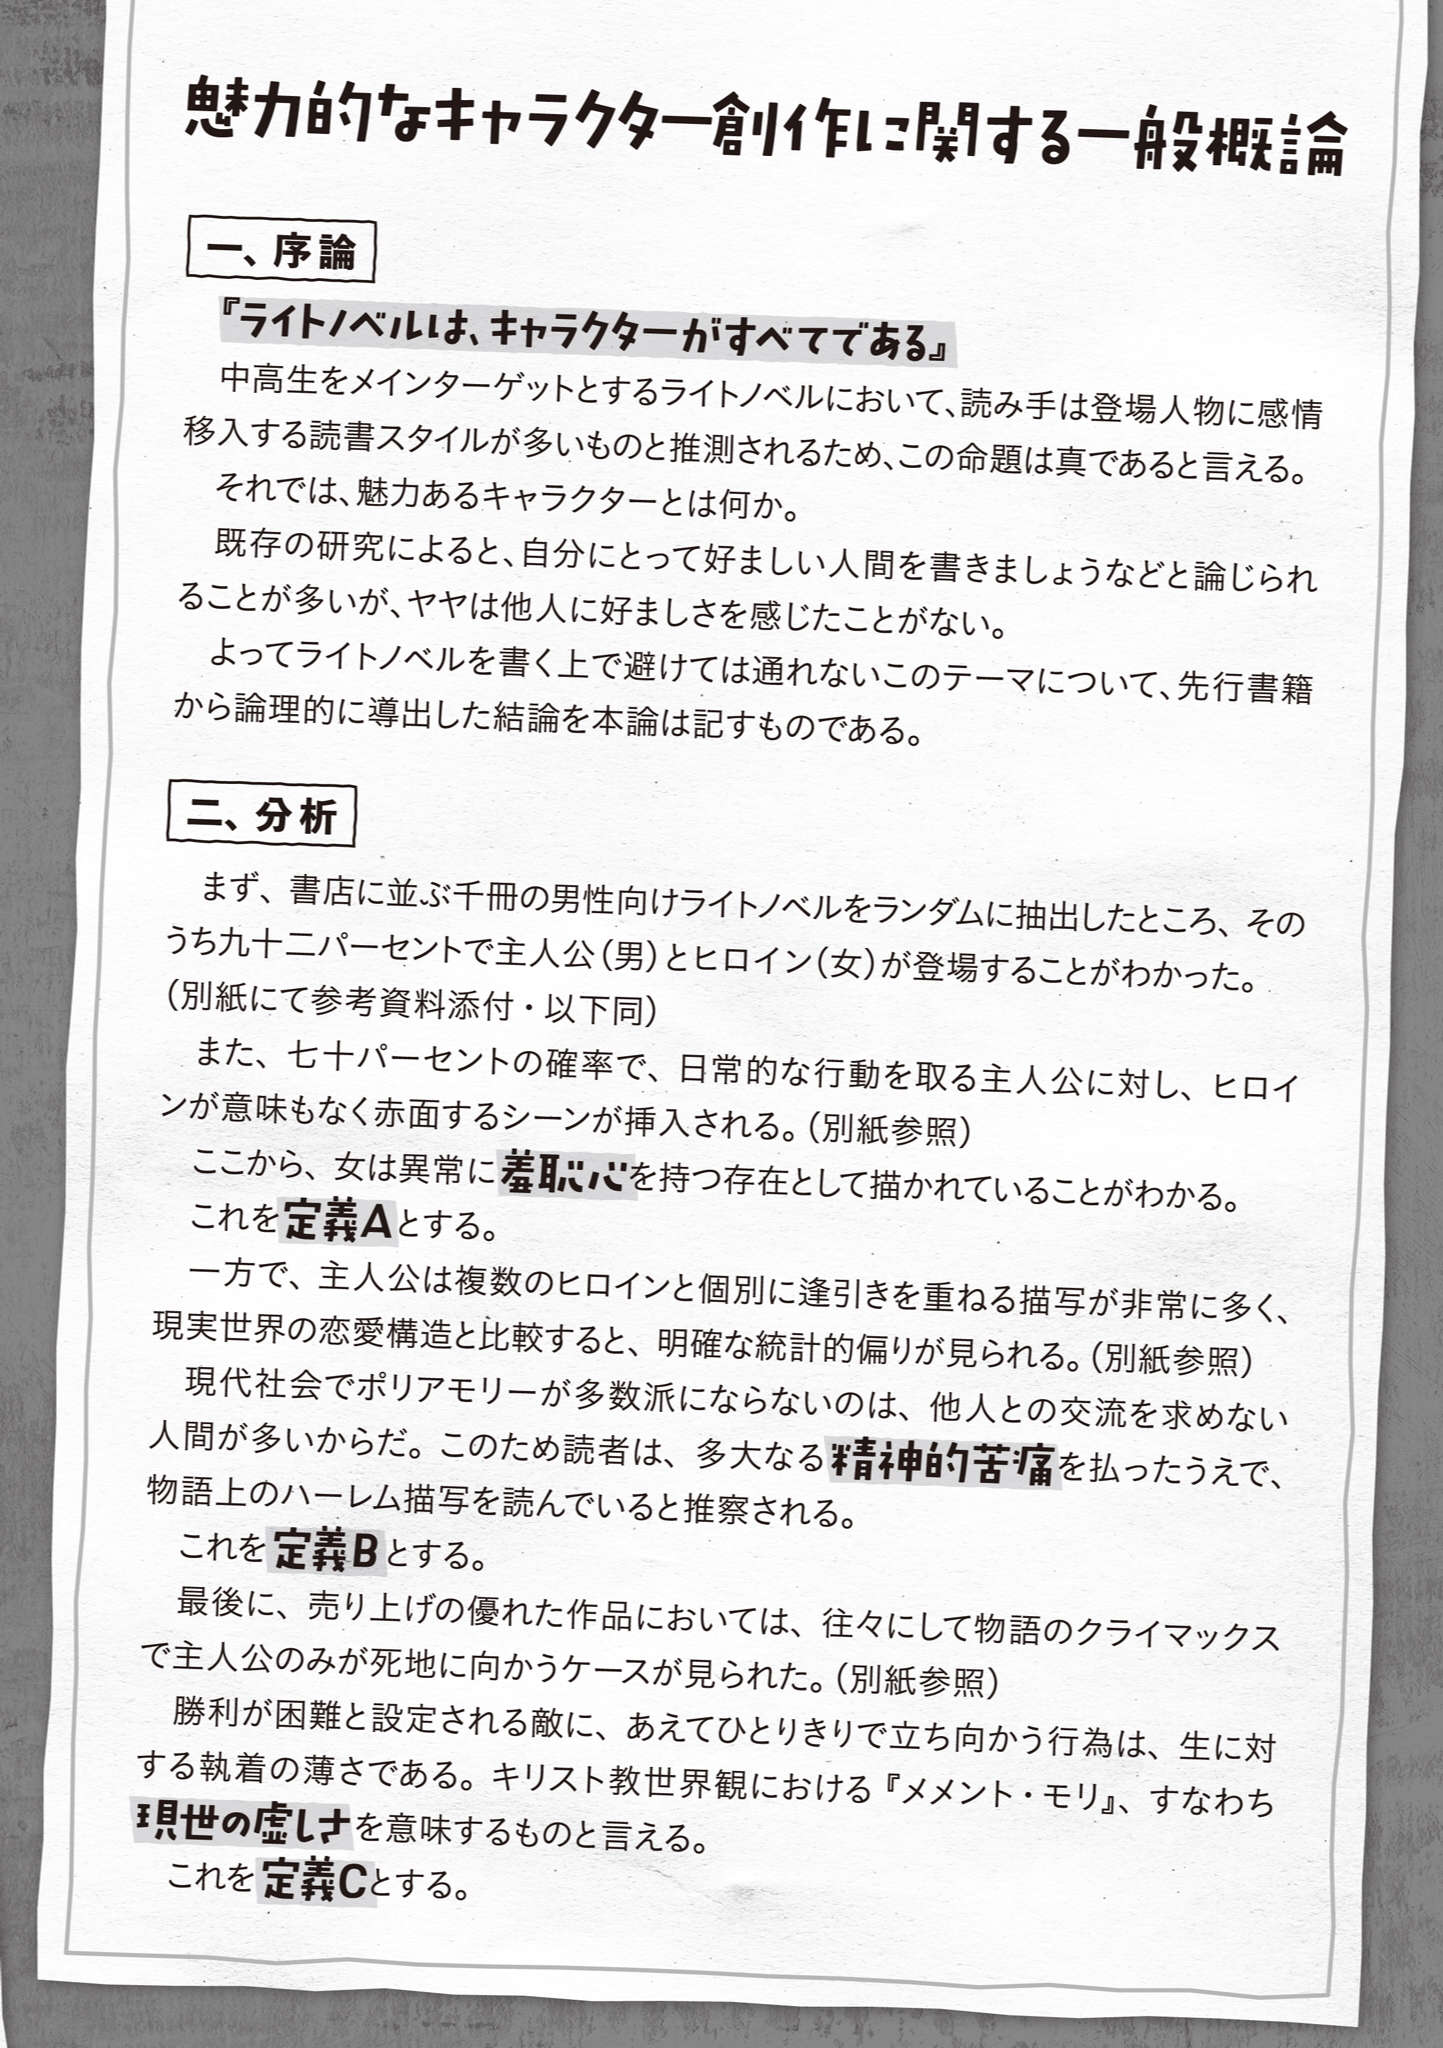 魅力的なキャラクター創作に関する一般概論
一、序論
『ライトノベルは、キャラクターがすべてである』
中高生をメインターゲットとするライトノベルにおいて、読み手は登場人物に感情
移入する読書スタイルが多いものと推測されるため、この命題は真であると言える。
それでは、魅力あるキャラクターとは何か。
既存の研究によると、自分にとって好ましい人間を書きましょうなどと論じられ
ることが多いが、ヤヤは他人に好ましさを感じたことがない。
よってライトノベルを書く上で避けては通れないこのテーマについて、先行書籍
から論理的に導出した結論を本論は記すものである。
二、分析
まず、書店に並ぶ千冊の男性向けライトノベルをランダムに抽出したところ、その
うち九十二パーセントで主人公（男）とヒロイン（女）が登場することがわかった。
（別紙にて参考資料添付・以下同）
また、七十パーセントの確率で、日常的な行動を取る主人公に対し、ヒロイ
ンが意味もなく赤面するシーンが挿入される。（別紙参照）
ここから、女は異常に羞恥心を持つ存在として描かれていることがわかる。
これを定義Aとする。
一方で、主人公は複数のヒロインと個別に逢引きを重ねる描写が非常に多く、
現実世界の恋愛構造と比較すると、明確な統計的偏りが見られる。（別紙参照）
現代社会でポリアモリーが多数派にならないのは、他人との交流を求めない
人間が多いからだ。このため読者は、多大なる精神的苦痛を払ったうえで、
物語上のハーレム描写を読んでいると推察される。
これを定義Bとする。
最後に、売り上げの優れた作品においては、往々にして物語のクライマックス
で主人公のみが死地に向かうケースが見られた。（別紙参照）
勝利が困難と設定される敵に、あえてひとりきりで立ち向かう行為は、生に対
する執着の薄さである。キリスト教世界観における『メメント・モリ』、すなわち
現世の虚しさを意味するものと言える。
これを定義Cとする。